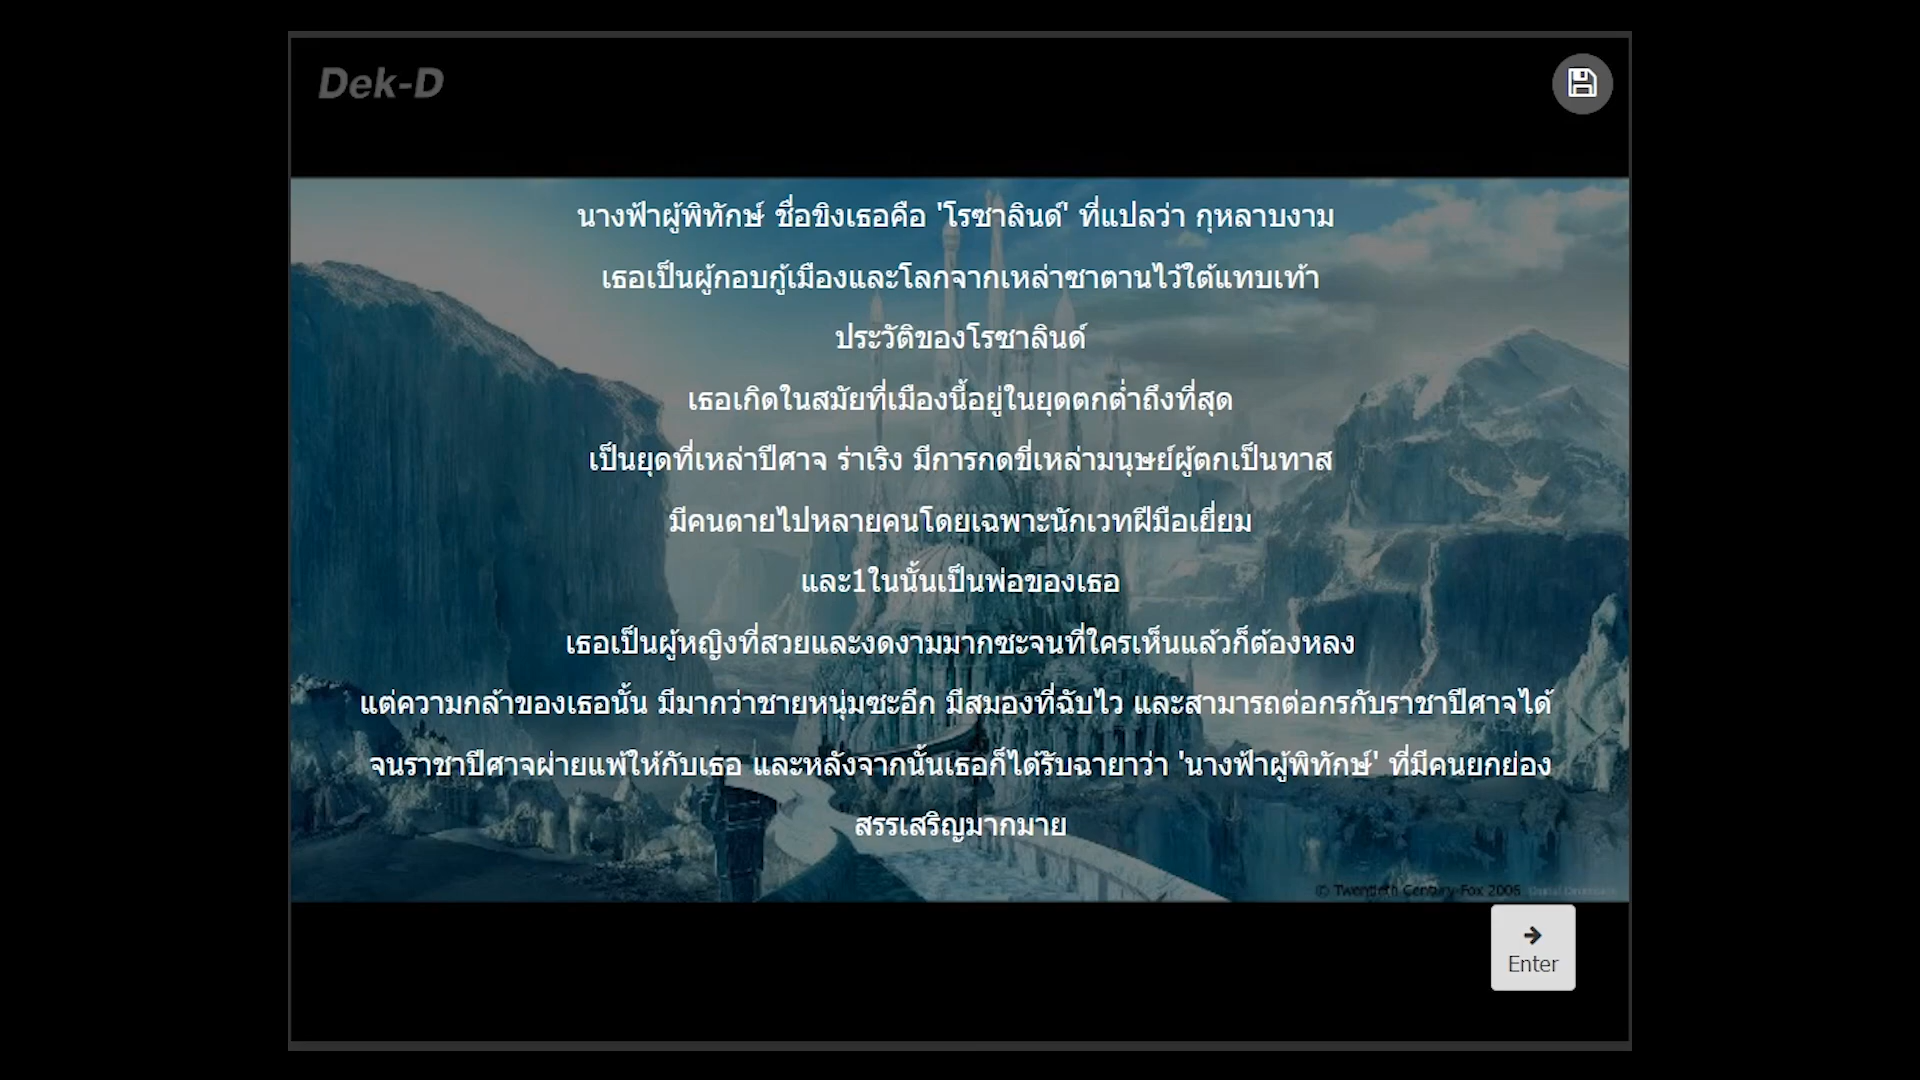 Dek-D
นางฟ้าผู้พิทักษ์ ชื่อขิงเธอคือ 'โรซาลินด์' ที่แปลว่า กุหลาบงาม
เธอเป็นผู้กอบกู้เมืองและโลกจากเหล่าซาตานไว้ใต้แทบเท้า
ประวัติของโรซาลินด์
เธอเกิดในสมัยที่เมืองนี้อยู่ในยุดตกต่ำถึงที่สุด
เป็นยุดที่เหล่าปีศาจ ร่าเริง มีการกดขี่เหล่ามนุษย์ผู้ตกเป็นทาส
มีคนตายไปหลายคนโดยเฉพาะนักเวทฝีมือเยี่ยม
และ1ในนั้นเป็นพ่อของเธอ
เธอเป็นผู้หญิงที่สวยและงดงามมากซะจนที่ใครเห็นแล้วก็ต้องหลง
แต่ความกล้าของเธอนั้น มีมากว่าชายหนุ่มซะอีก มีสมองที่ฉับไว และสามารถต่อกรกับราชาปีศาจได้
จนราชาปีศาจผ่ายแพ้ให้กับเธอ และหลังจากนั้นเธอก็ได้รับฉายาว่า 'นางฟ้าผู้พิทักษ์' ที่มีคนยกย่อง
สรรเสริญมากมาย
© Twentieth Century-Fox 2006
Enter